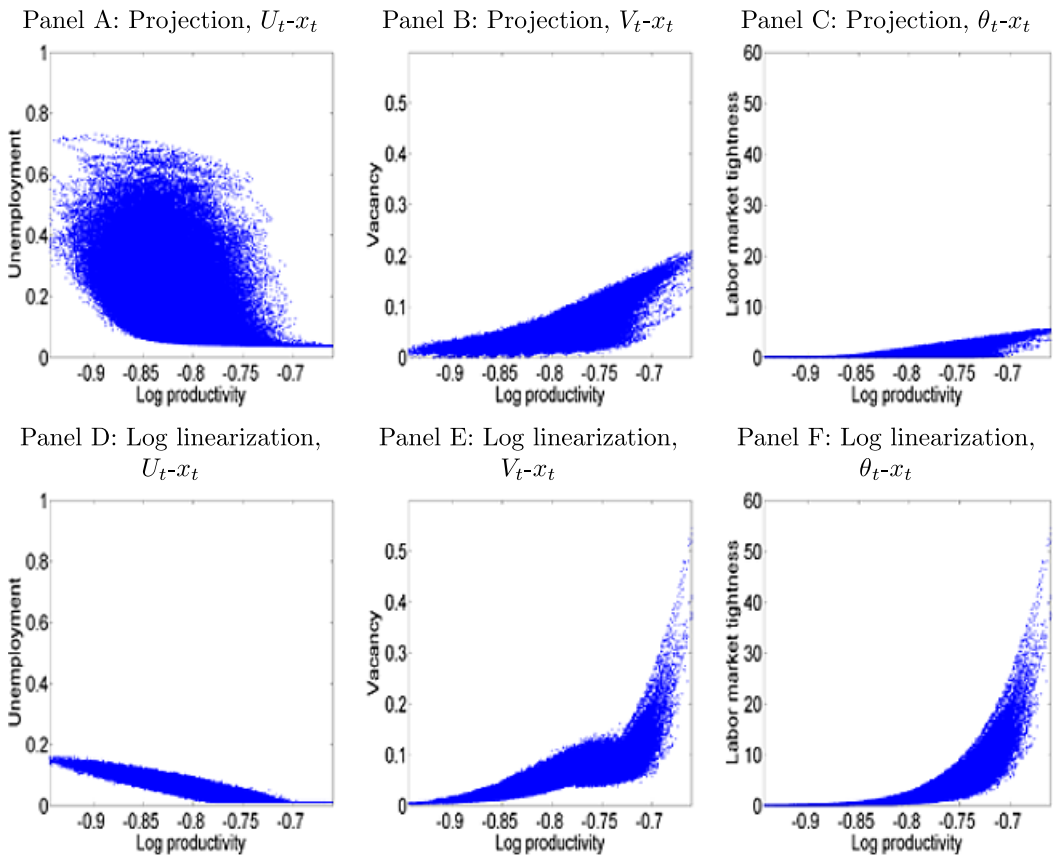 Panel A: Projection, U_t-x_t
Panel B: Projection, V_t-x_t
Panel C: Projection, θ_t-x_t
1
0.8
0.6
0.4
0.2
0
Unemployment
-0.9 -0.85 -0.8 -0.75 -0.7
Log productivity
0.5
0.4
0.3
0.2
0.1
0
Vacancy
-0.9 -0.85 -0.8 -0.75 -0.7
Log productivity
60
50
40
30
20
10
0
Labor market tightness
-0.9 -0.85 -0.8 -0.75 -0.7
Log productivity
Panel D: Log linearization,
U_t-x_t
Panel E: Log linearization,
V_t-x_t
Panel F: Log linearization,
θ_t-x_t
1
0.8
0.6
0.4
0.2
0
Unemployment
-0.9 -0.85 -0.8 -0.75 -0.7
Log productivity
0.5
0.4
0.3
0.2
0.1
0
Vacancy
-0.9 -0.85 -0.8 -0.75 -0.7
Log productivity
60
50
40
30
20
10
0
Labor market tightness
-0.9 -0.85 -0.8 -0.75 -0.7
Log productivity